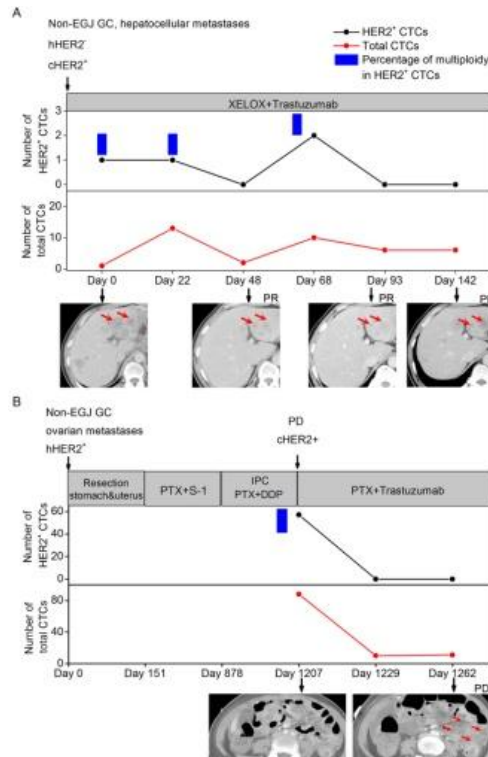 A
Non-EGJ GC, hepatocellular metastases
hHER2⁻
cHER2⁺
HER2⁺ CTCs
Total CTCs
Percentage of multiploidy
in HER2⁺ CTCs
XELOX+Trastuzumab
Number of
HER2⁺ CTCs
3
2
1
0
Number of
total CTCs
20
10
0
Day 0 Day 22 Day 48 Day 68 Day 93 Day 142
PR PR PR
B
Non-EGJ GC
ovarian metastases
hHER2⁺
PD
cHER2+
Resection
stomach&uterus
PTX+S-1
IPC
PTX+DDP
PTX+Trastuzumab
Number of
HER2⁺ CTCs
60
40
20
0
Number of
total CTCs
80
40
0
Day 0 Day 151 Day 878 Day 1207 Day 1229 Day 1262
PD